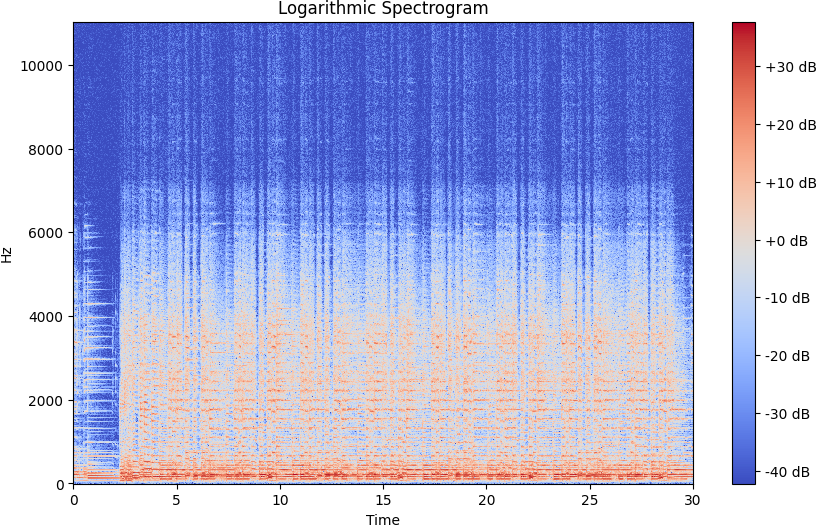 Logarithmic Spectrogram
Hz
10000
8000
6000
4000
2000
0
0 5 10 15 20 25 30
Time
+30 dB
+20 dB
+10 dB
+0 dB
-10 dB
-20 dB
-30 dB
-40 dB